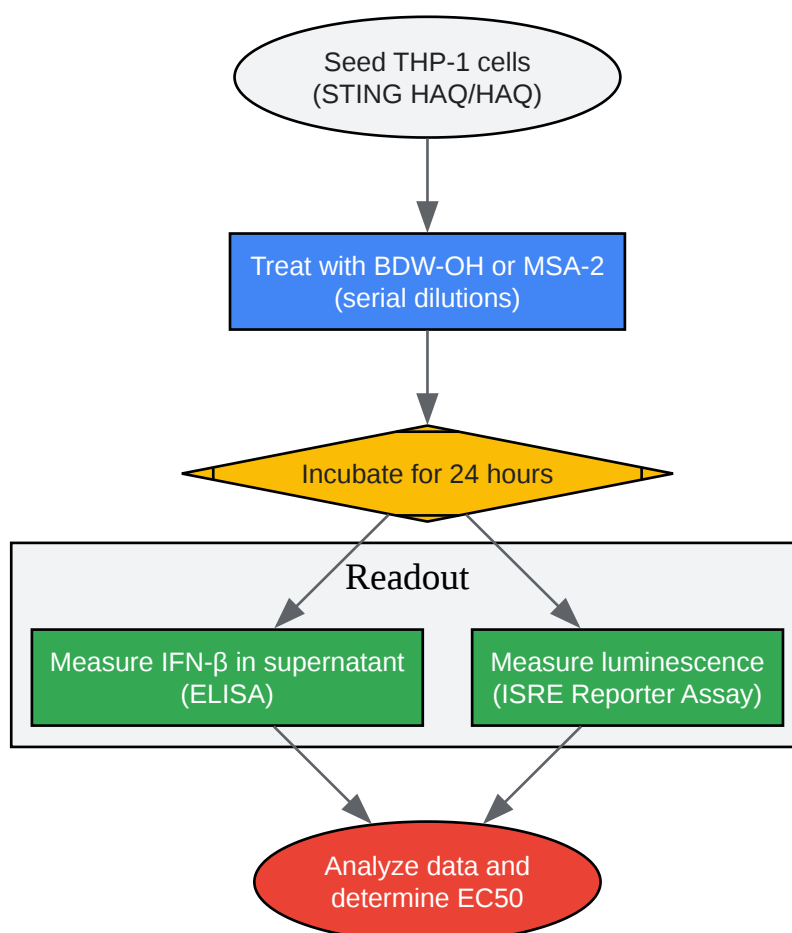 Seed THP-1 cells
(STING HAQ/HAQ)
Treat with BDW-OH or MSA-2
(serial dilutions)
Incubate for 24 hours
Readout
Measure IFN-β in supernatant
(ELISA)
Measure luminescence
(ISRE Reporter Assay)
Analyze data and
determine EC50